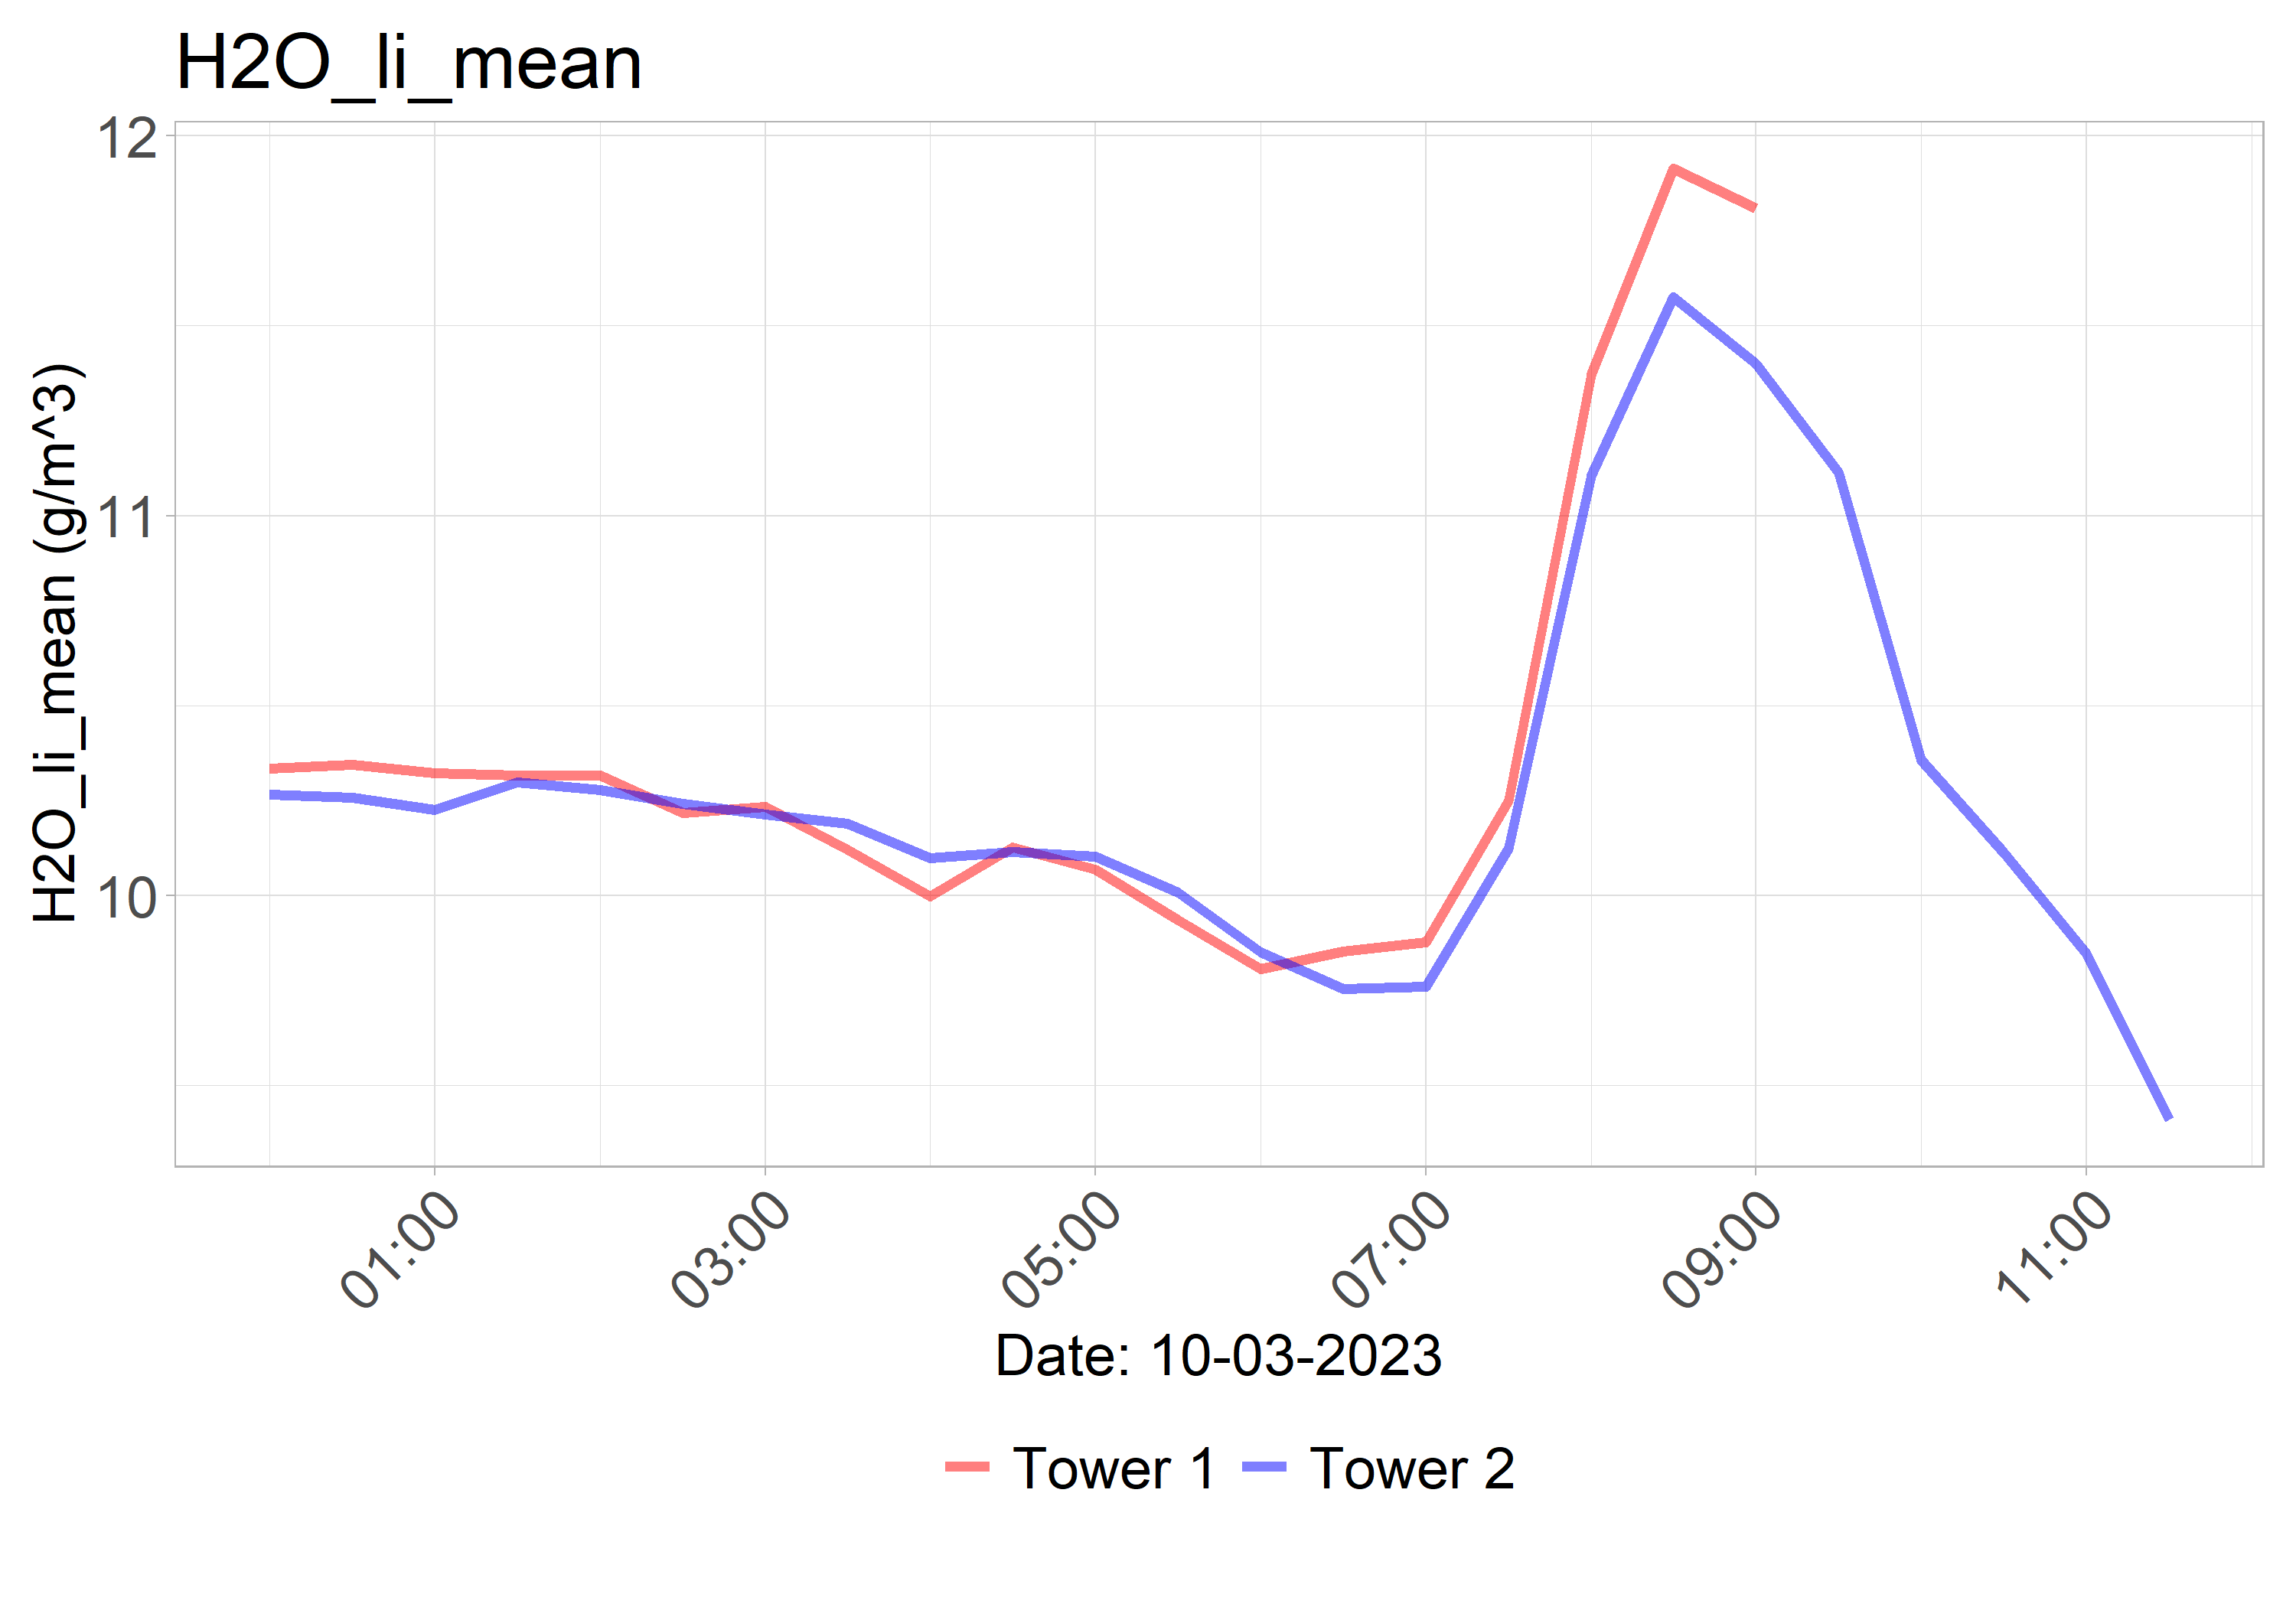 H2O_li_mean
H2O_li_mean (g/m^3)
12
11
10
01:00 03:00 05:00 07:00 09:00 11:00
Date: 10-03-2023
Tower 1 Tower 2